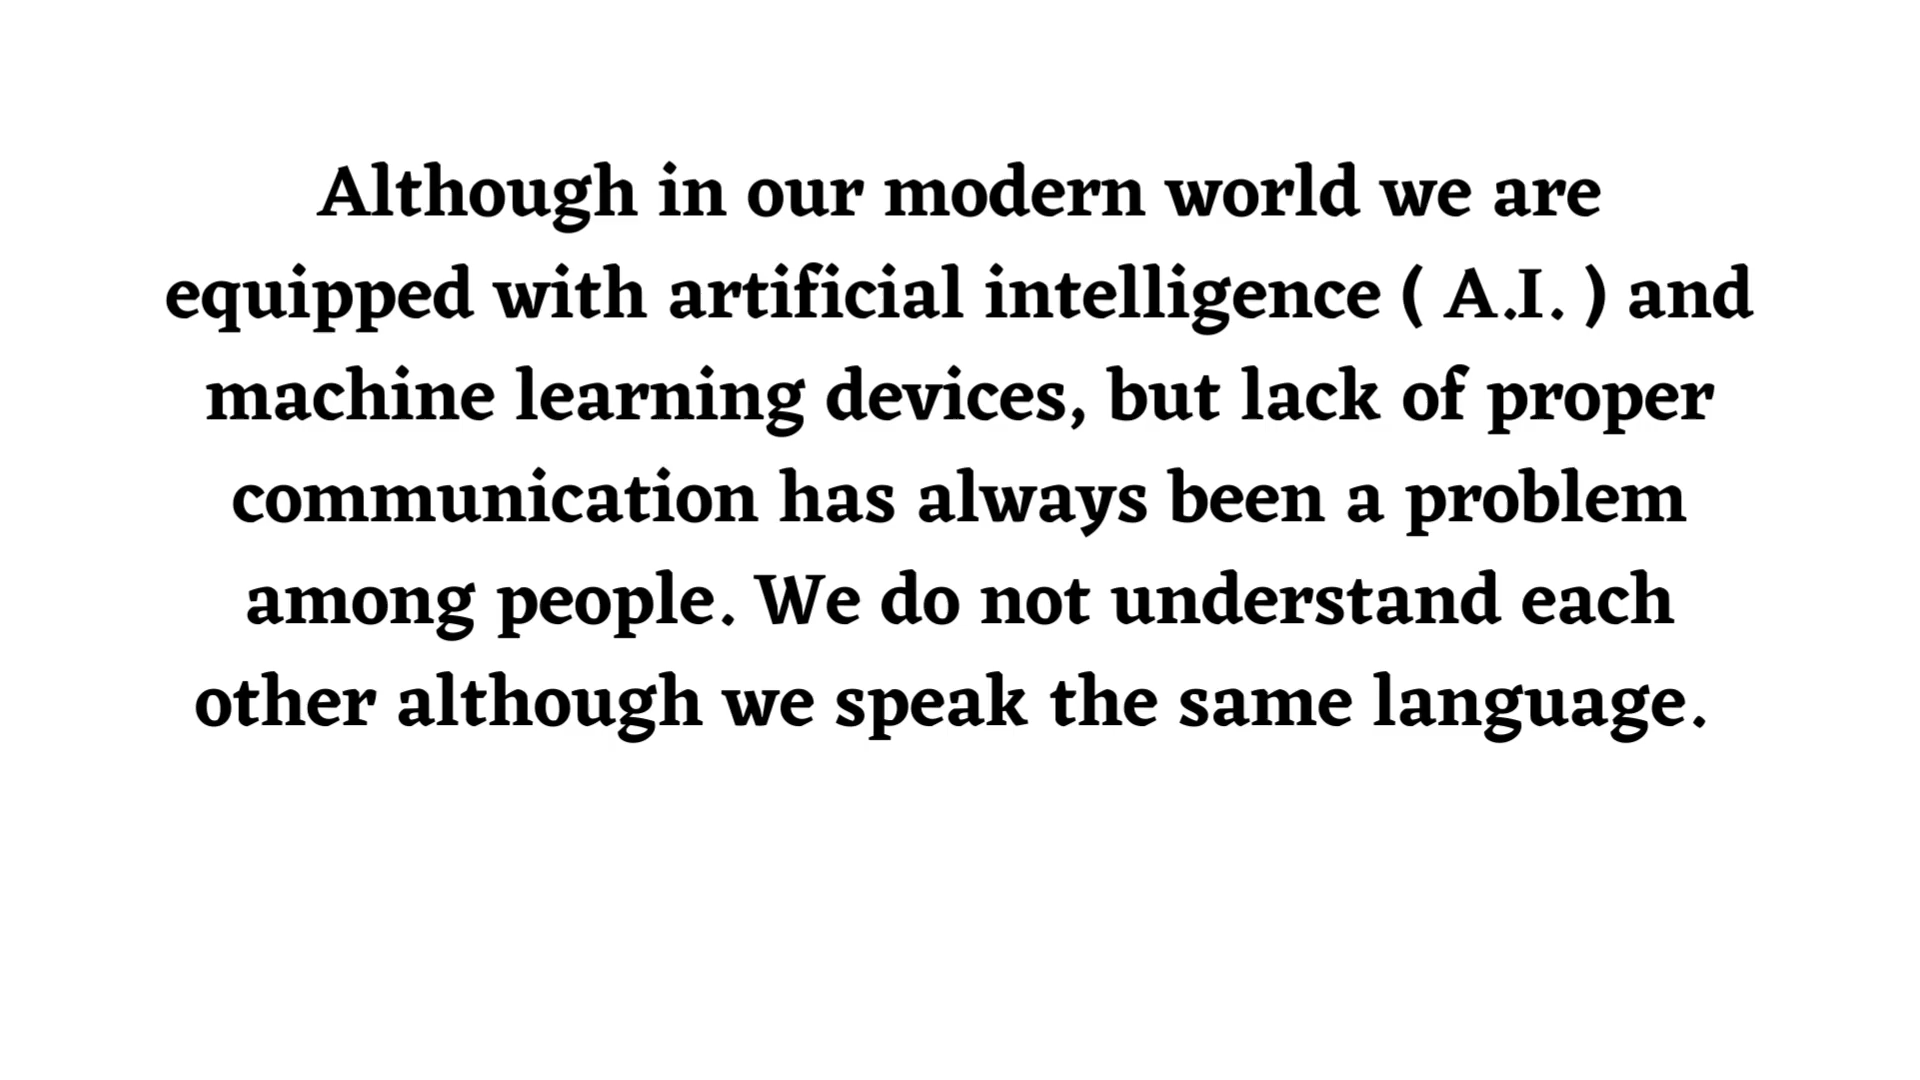 Although in our modern world we are
equipped with artificial intelligence ( A.I. ) and
machine learning devices, but lack of proper
communication has always been a problem
among people. We do not understand each
other although we speak the same language.